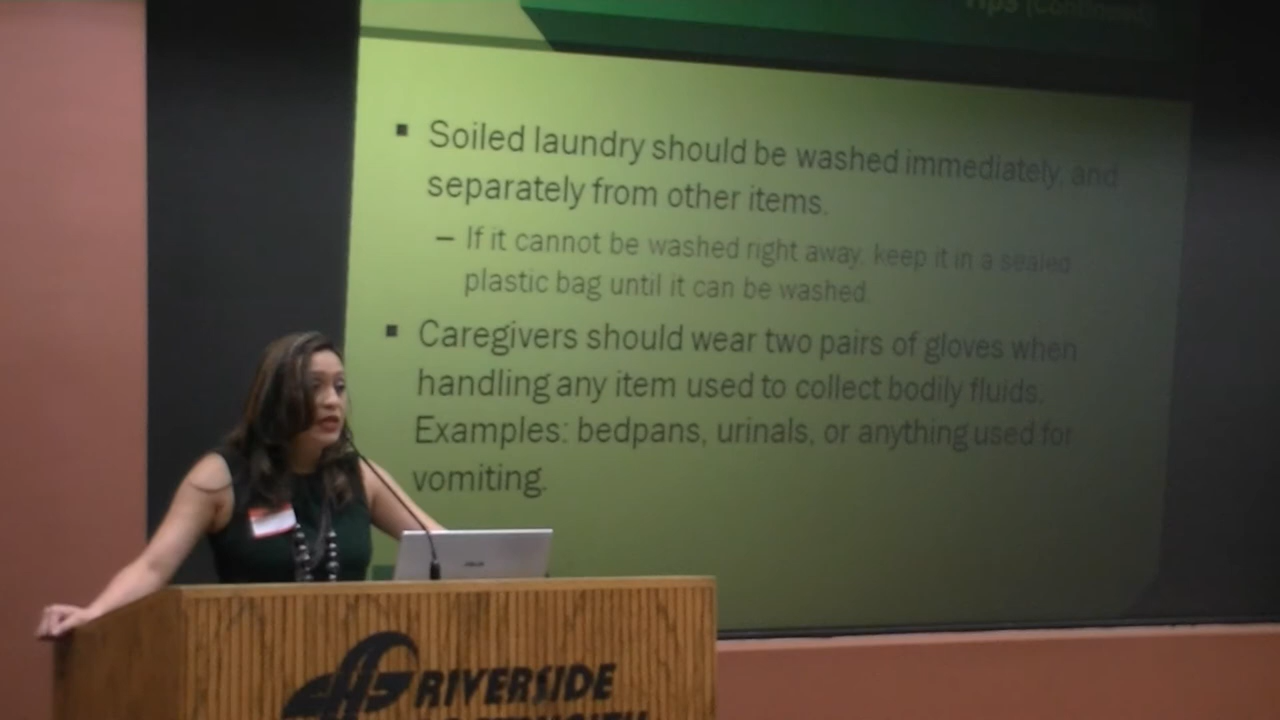 Tips (Continued)
▪ Soiled laundry should be washed immediately, and
separately from other items.
– If it cannot be washed right away, keep it in a sealed
plastic bag until it can be washed.
▪ Caregivers should wear two pairs of gloves when
handling any item used to collect bodily fluids.
Examples: bedpans, urinals, or anything used for
vomiting.
RIVERSIDE